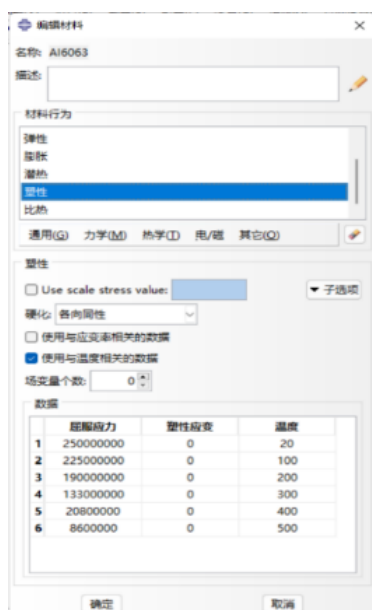 编辑材料
名称: Al6063
描述:
材料行为
弹性
膨胀
潜热
塑性
比热
通用(G) 力学(M) 热学(T) 电/磁 其它(O)
塑性
Use scale stress value:
子选项
硬化: 各向同性
使用与应变率相关的数据
使用与温度相关的数据
场变量个数: 0
数据
屈服应力 塑性应变 温度
1 250000000 0 20
2 225000000 0 100
3 190000000 0 200
4 133000000 0 300
5 20800000 0 400
6 8600000 0 500
确定 取消